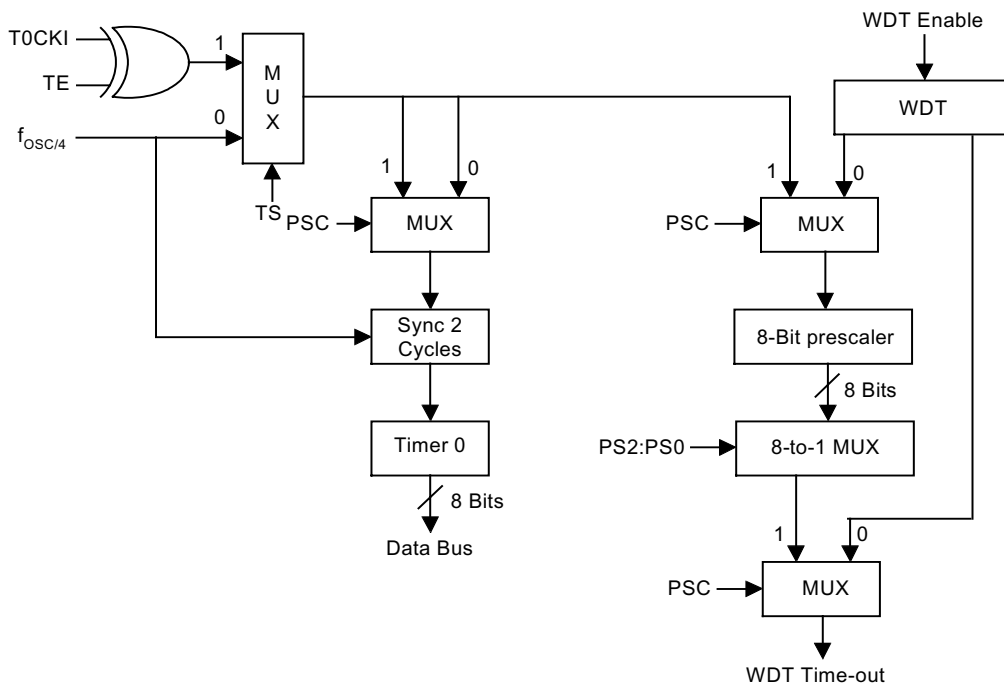 WDT Enable
T0CKI
1
M
U
X
TE
WDT
0
fOSC/4
1
0
1
0
TS
PSC
MUX
PSC
MUX
Sync 2
Cycles
8-Bit prescaler
8 Bits
Timer 0
PS2:PS0
8-to-1 MUX
8 Bits
1
0
Data Bus
PSC
MUX
WDT Time-out